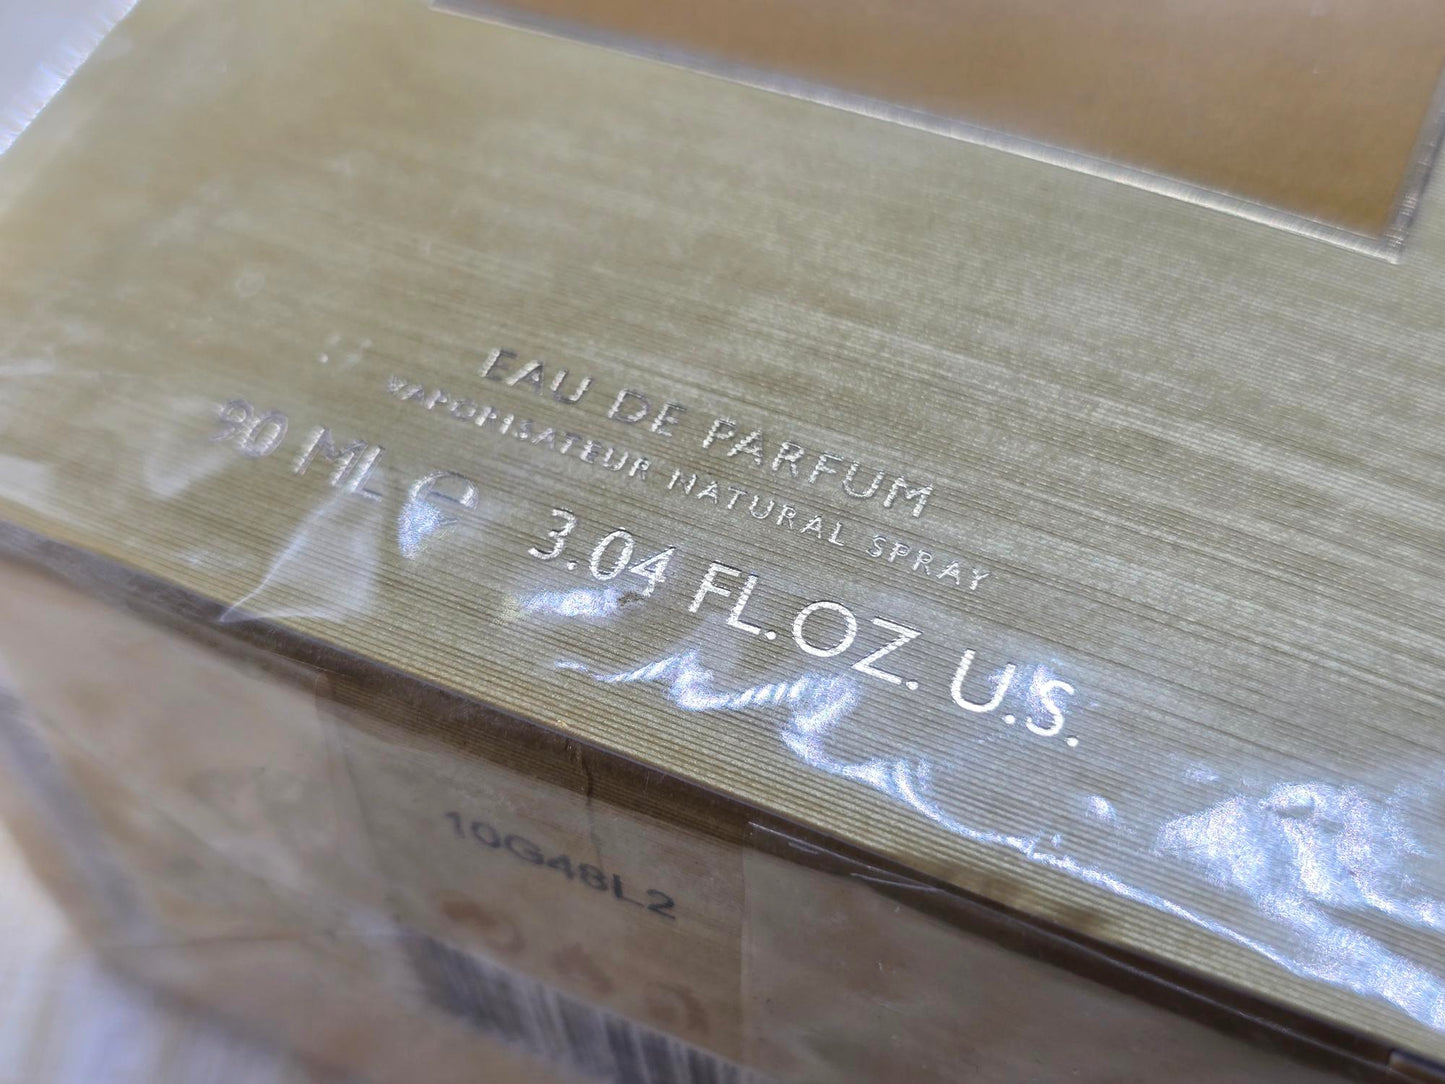 EAU DE PARFUM
VAPORISATEUR NATURAL SPRAY
90 ML ℮ 3.04 FL.OZ. U.S.
10G48L2